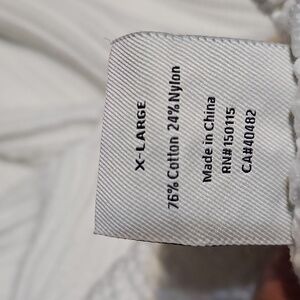 X-LARGE
76% Cotton 24% Nylon
Made in China
RN#150115
CA#40482